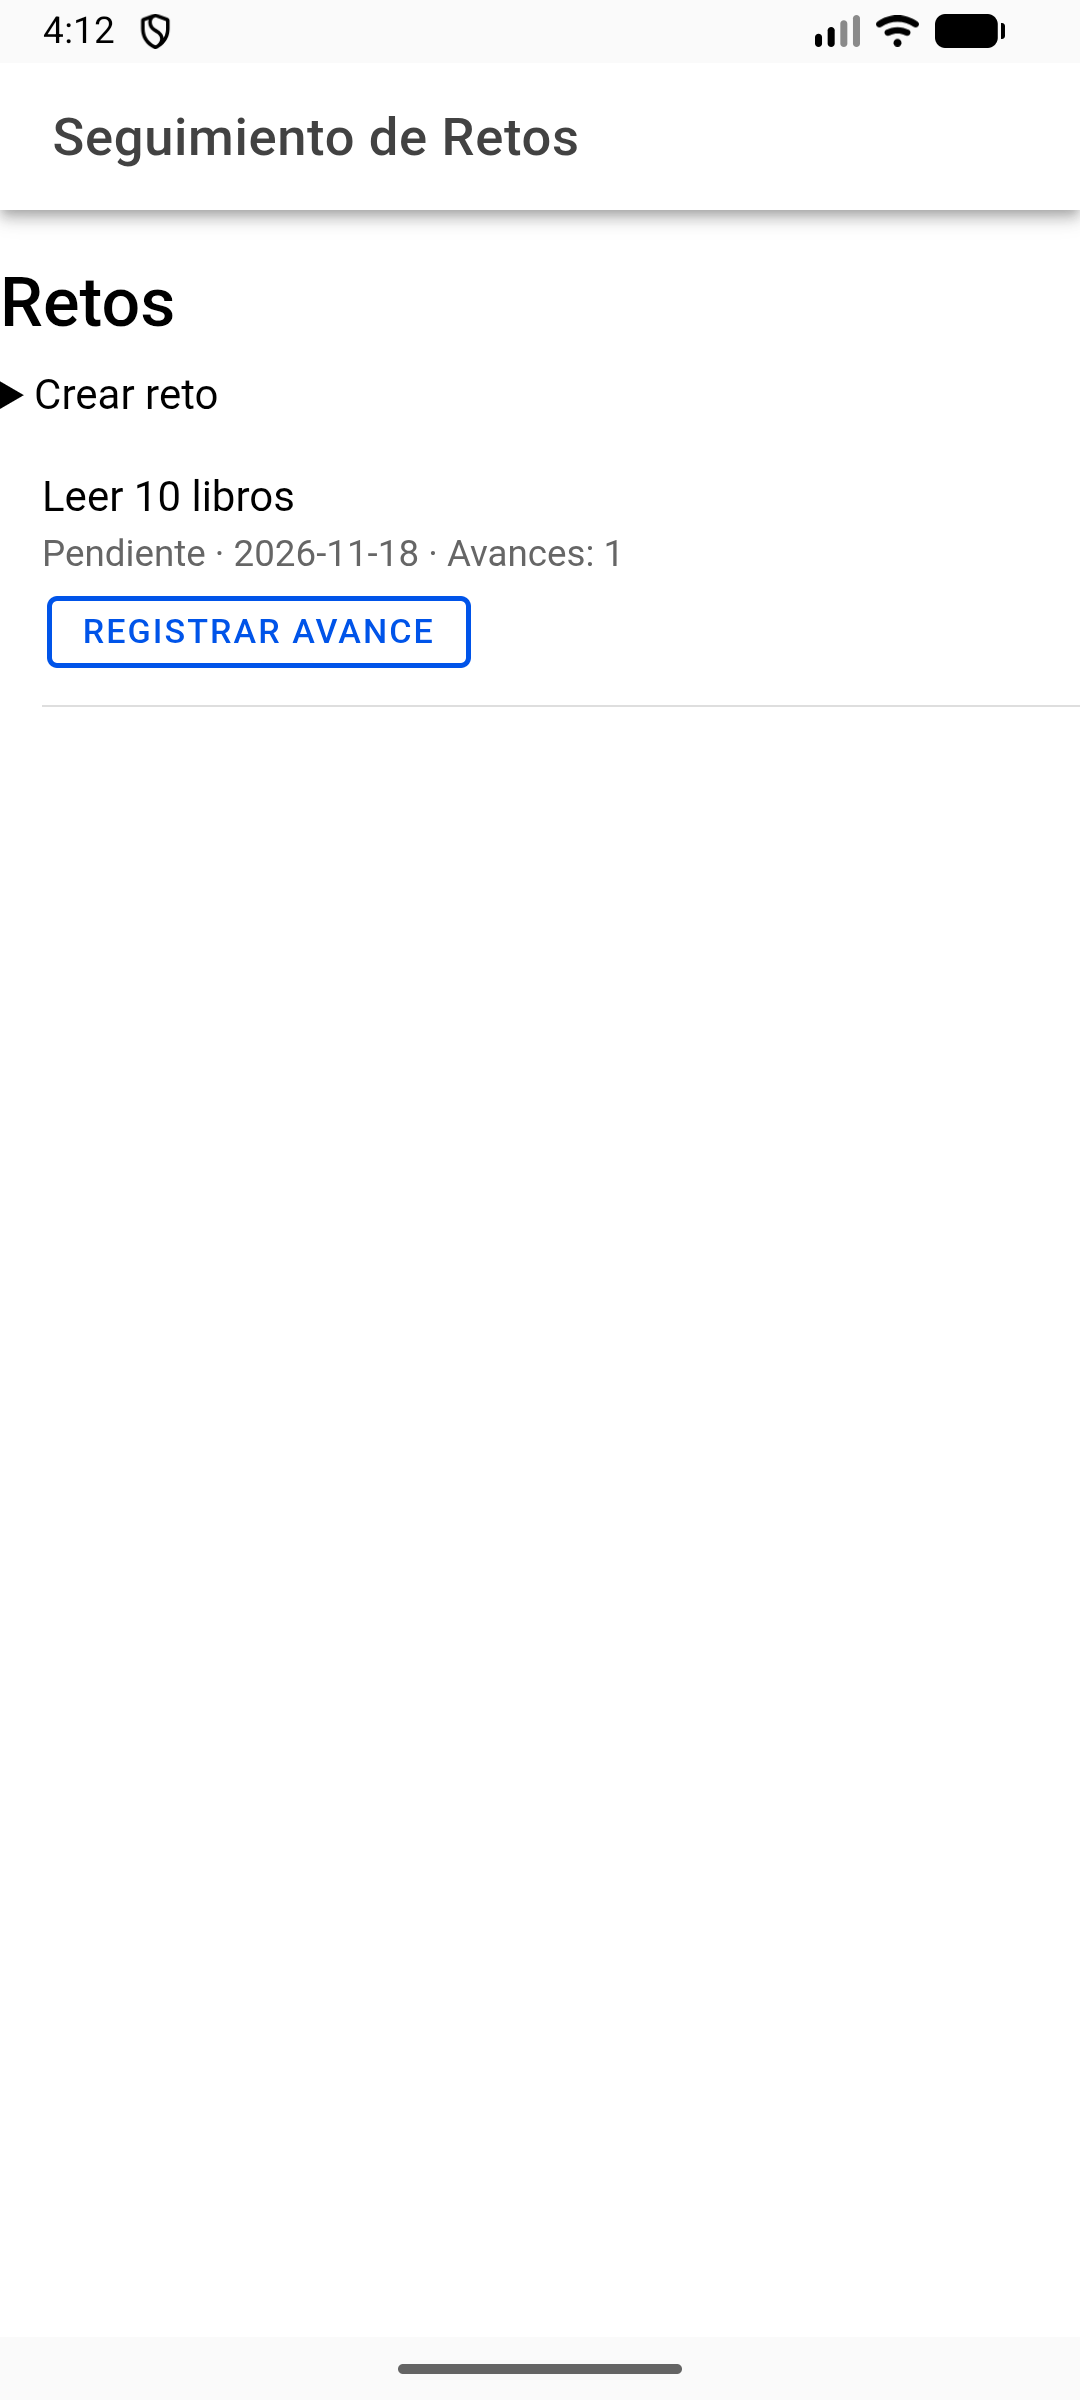 4:12
Seguimiento de Retos
Retos
Crear reto
Leer 10 libros
Pendiente · 2026-11-18 · Avances: 1
REGISTRAR AVANCE